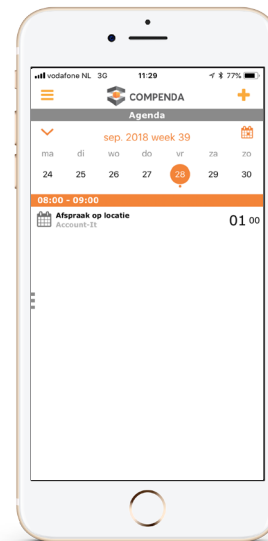 vodafone NL 3G 11:29 77%
COMPENDA
Agenda
sep. 2018 week 39
ma di wo do vr za zo
24 25 26 27 28 29 30
08:00 - 09:00
Afspraak op locatie
Account-It
01 00